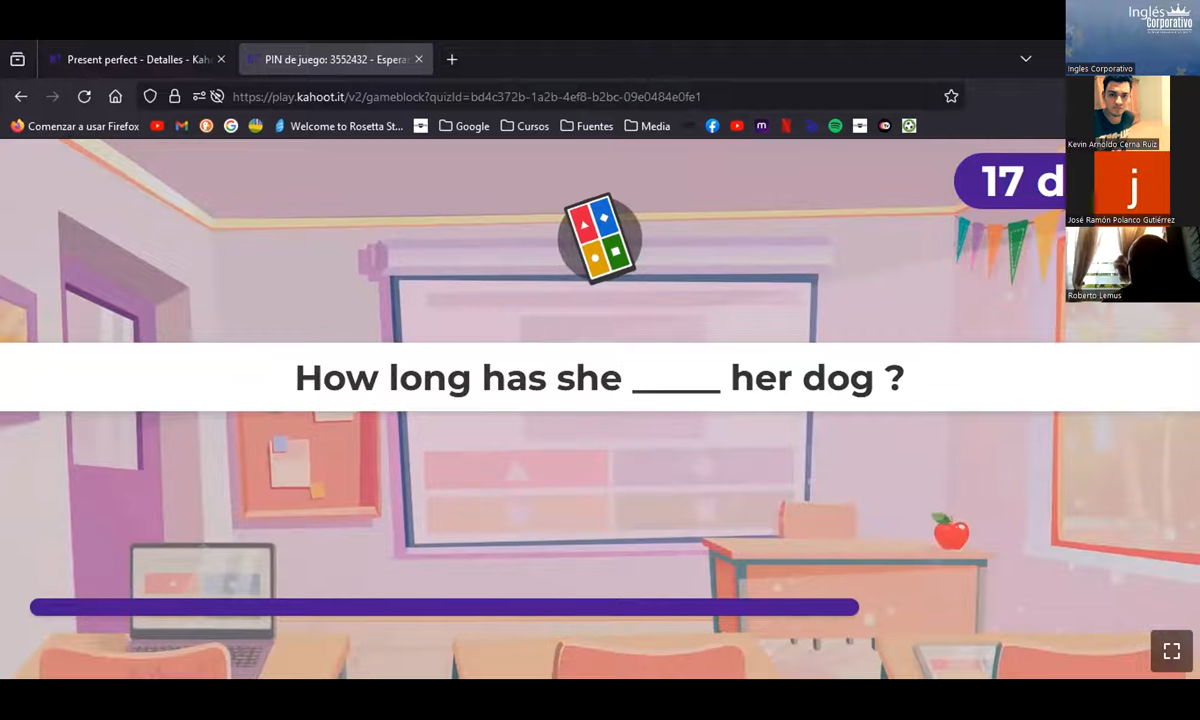 Inglés
Corporativo
Ingles Corporativo
Present perfect - Detalles - Kah
PIN de juego: 3552432 - Espera
https://play.kahoot.it/v2/gameblock?quizId=bd4c372b-1a2b-4ef8-b2bc-09e0484e0fe1
Comenzar a usar Firefox
Welcome to Rosetta St...
Google
Cursos
Fuentes
Media
Kevin Arnoldo Cerna Ruiz
17 d
j
José Ramón Polanco Gutiérrez
Roberto Lemus
How long has she _____ her dog ?